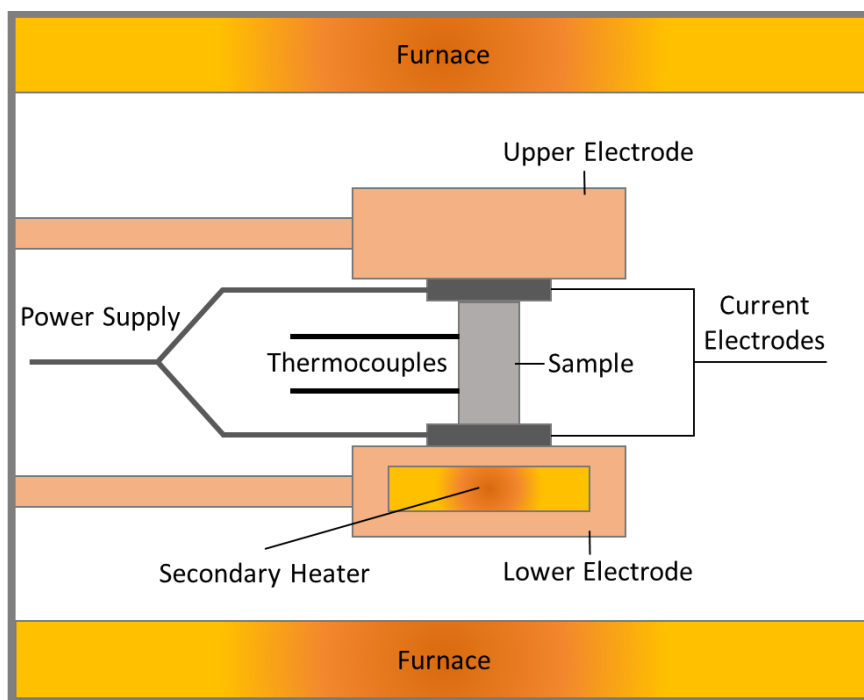 Furnace
Upper Electrode
Power Supply
Current
Electrodes
Thermocouples
Sample
Secondary Heater
Lower Electrode
Furnace